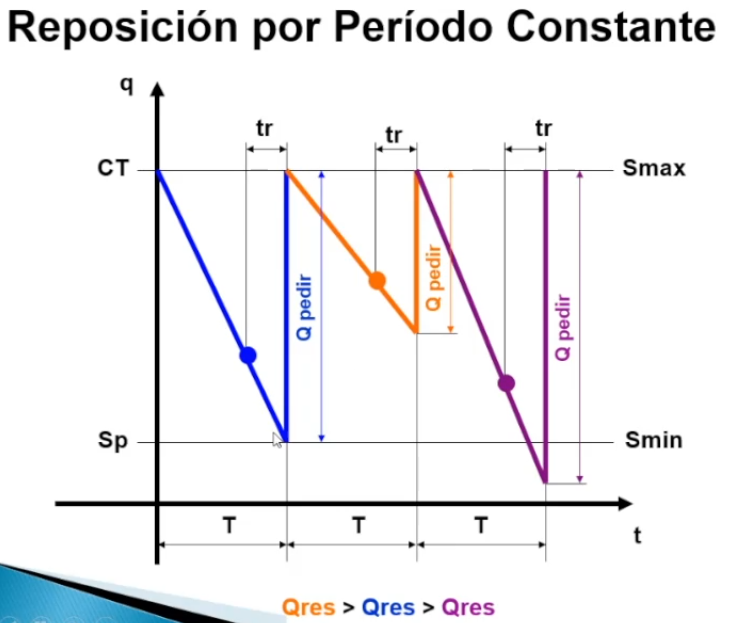 Reposición por Período Constante
q
tr tr tr
CT Smax
Q pedir
Q pedir
Q pedir
Sp Smin
T T T
t
Qres > Qres > Qres